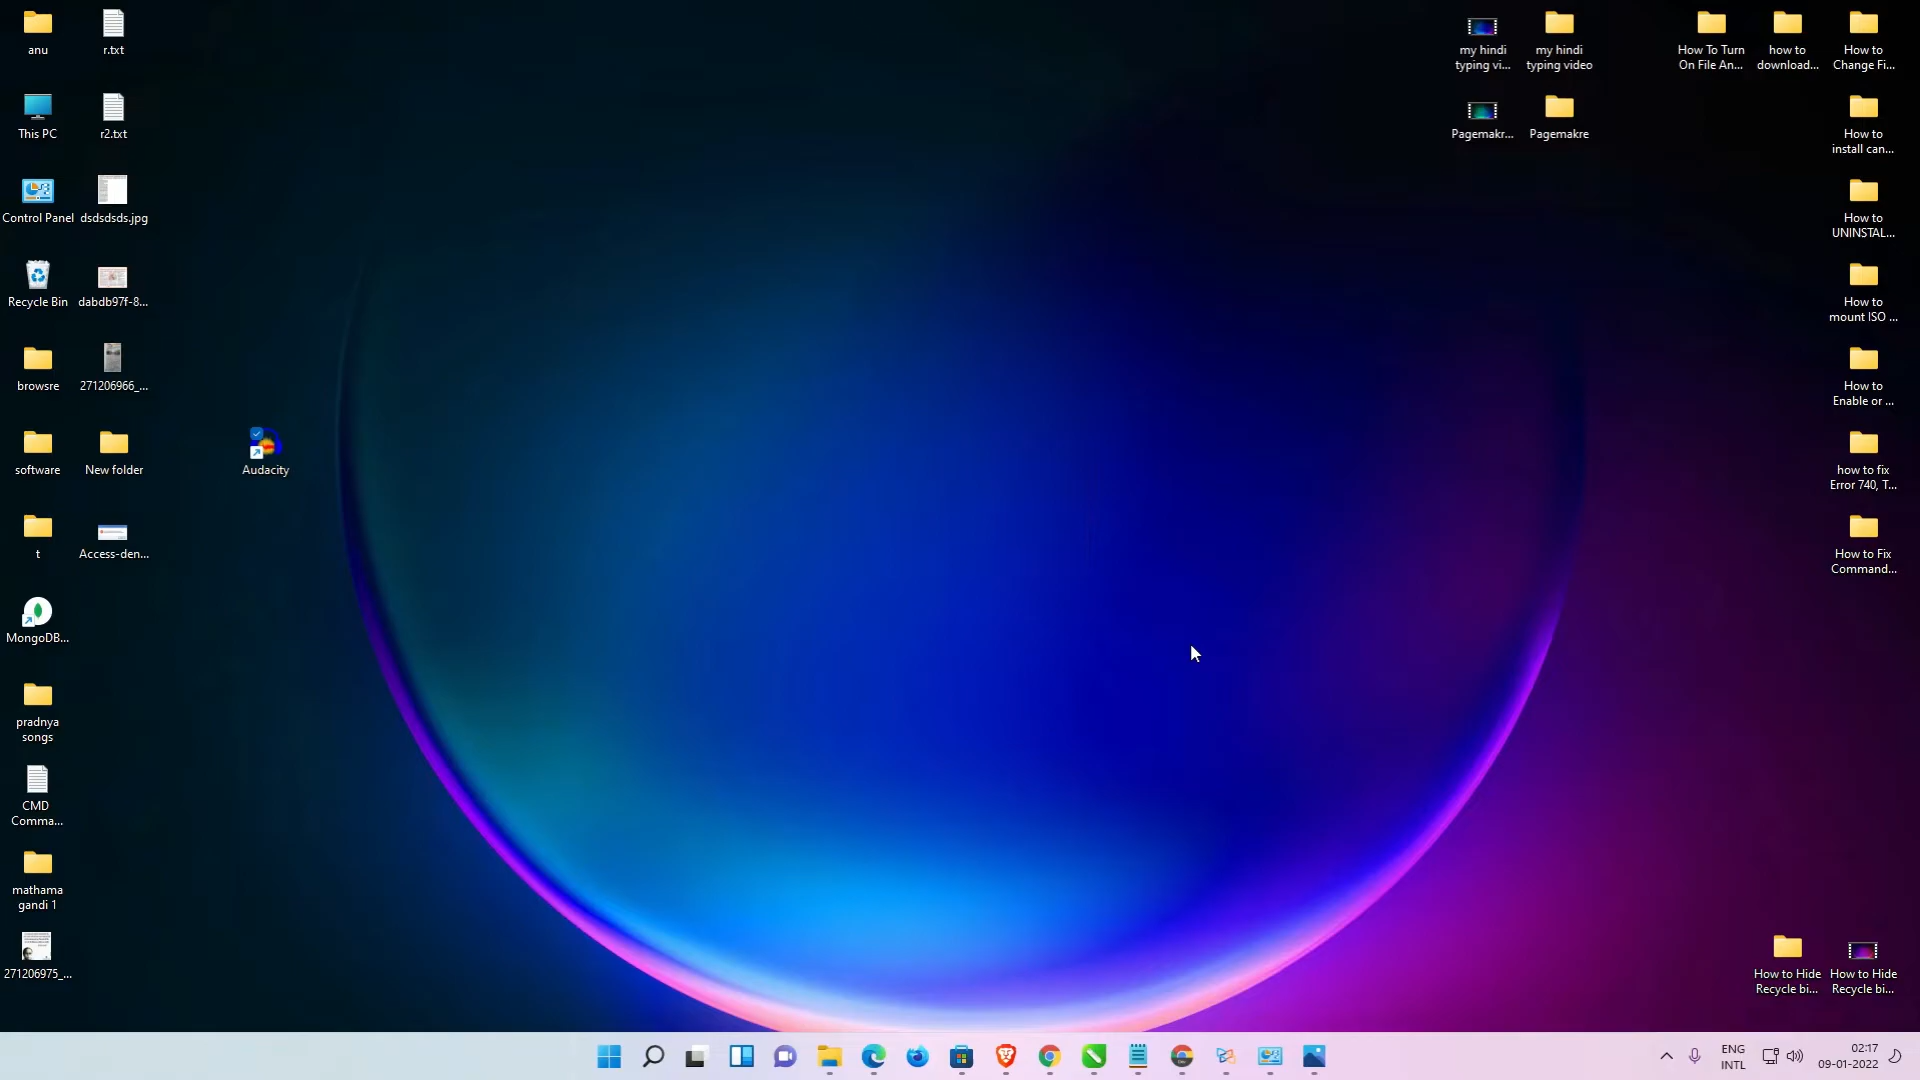 anu
r.txt
This PC
r2.txt
Control Panel
dsdsdsds.jpg
Recycle Bin
dabdb97f-8...
browsre
271206966_...
software
New folder
Audacity
t
Access-den...
MongoDB...
pradnya
songs
CMD
Comma...
mathama
gandi 1
271206975_...
my hindi
typing vi...
my hindi
typing video
Pagemakr...
Pagemakre
How To Turn
On File An...
how to
download...
How to
Change Fi...
How to
install can...
How to
UNINSTAL...
How to
mount ISO ...
How to
Enable or ...
how to fix
Error 740, T...
How to Fix
Command...
How to Hide
Recycle bi...
How to Hide
Recycle bi...
ENG
INTL
02:17
09-01-2022